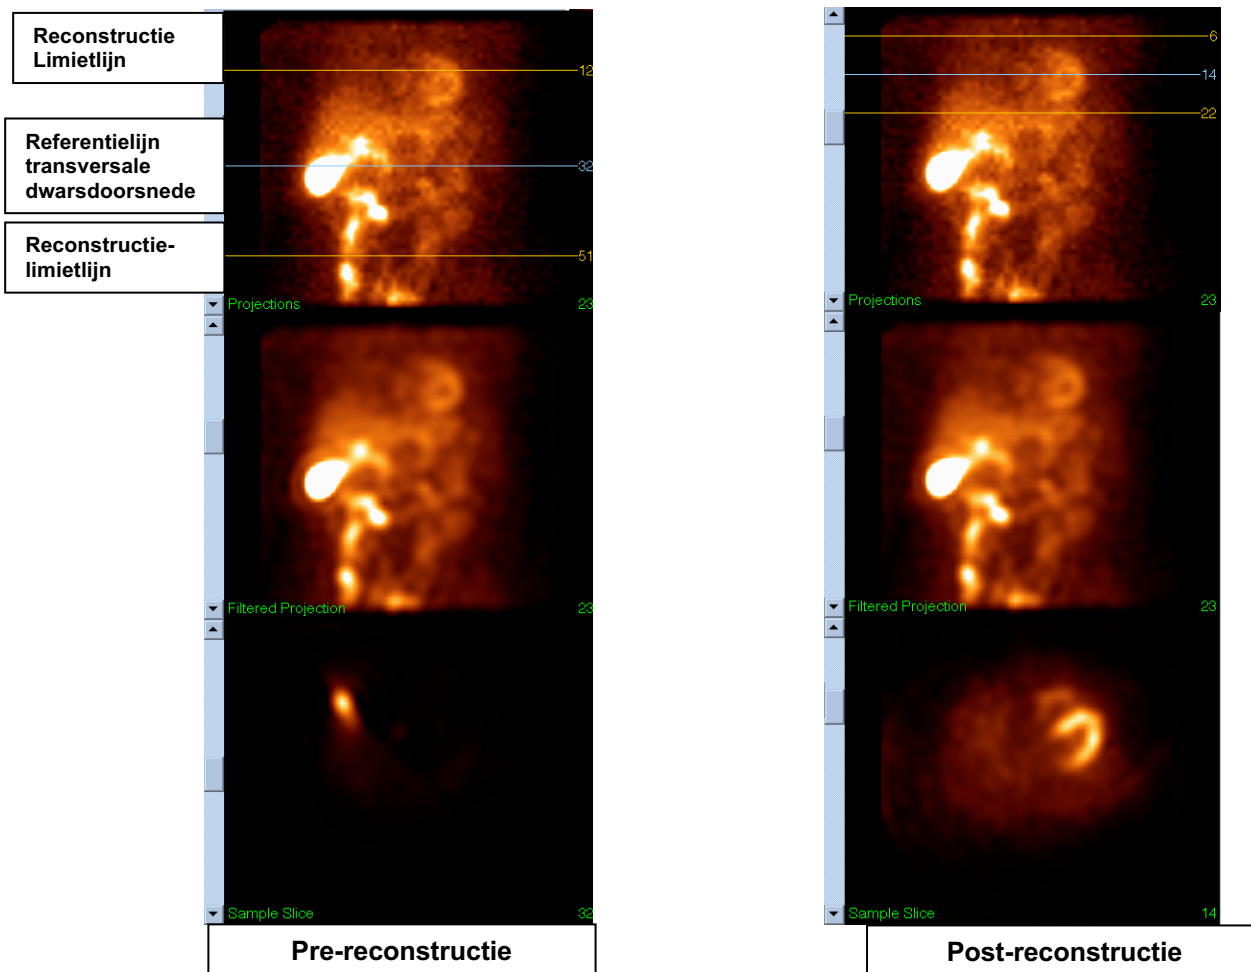 Reconstructie
Limietlijn
Referentielijn
transversale
dwarsdoorsnede
Reconstructie-
limietlijn
12
32
51
Projections 23
Filtered Projection 23
Sample Slice 32
Pre-reconstructie
6
14
22
Projections 23
Filtered Projection 23
Sample Slice 14
Post-reconstructie